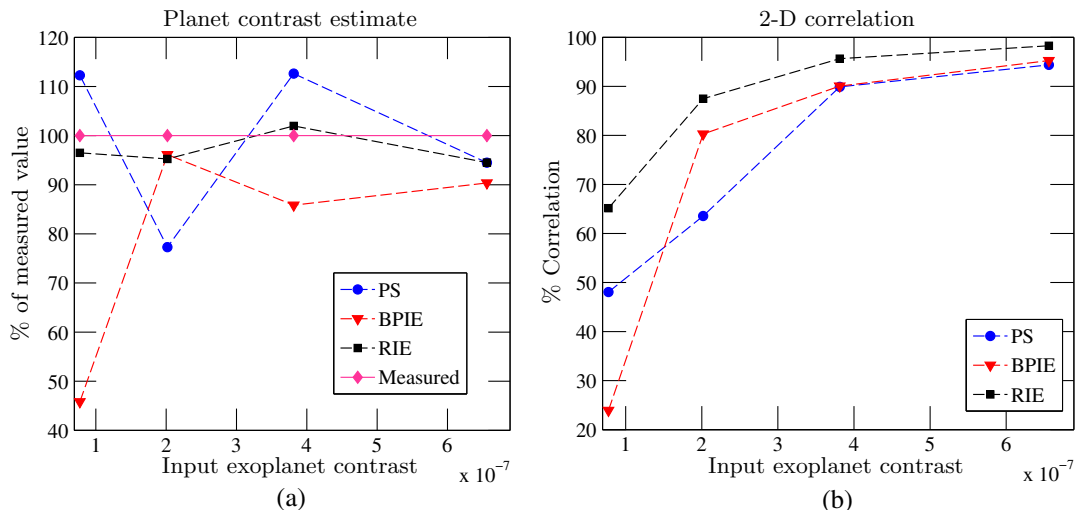 Planet contrast estimate
% of measured value
120
110
100
90
80
70
60
50
40
1
2
3
4
5
6
PS
BPIE
RIE
Measured
Input exoplanet contrast
x 10⁻⁷
(a)
2-D correlation
% Correlation
100
90
80
70
60
50
40
30
20
1
2
3
4
5
6
PS
BPIE
RIE
Input exoplanet contrast
x 10⁻⁷
(b)